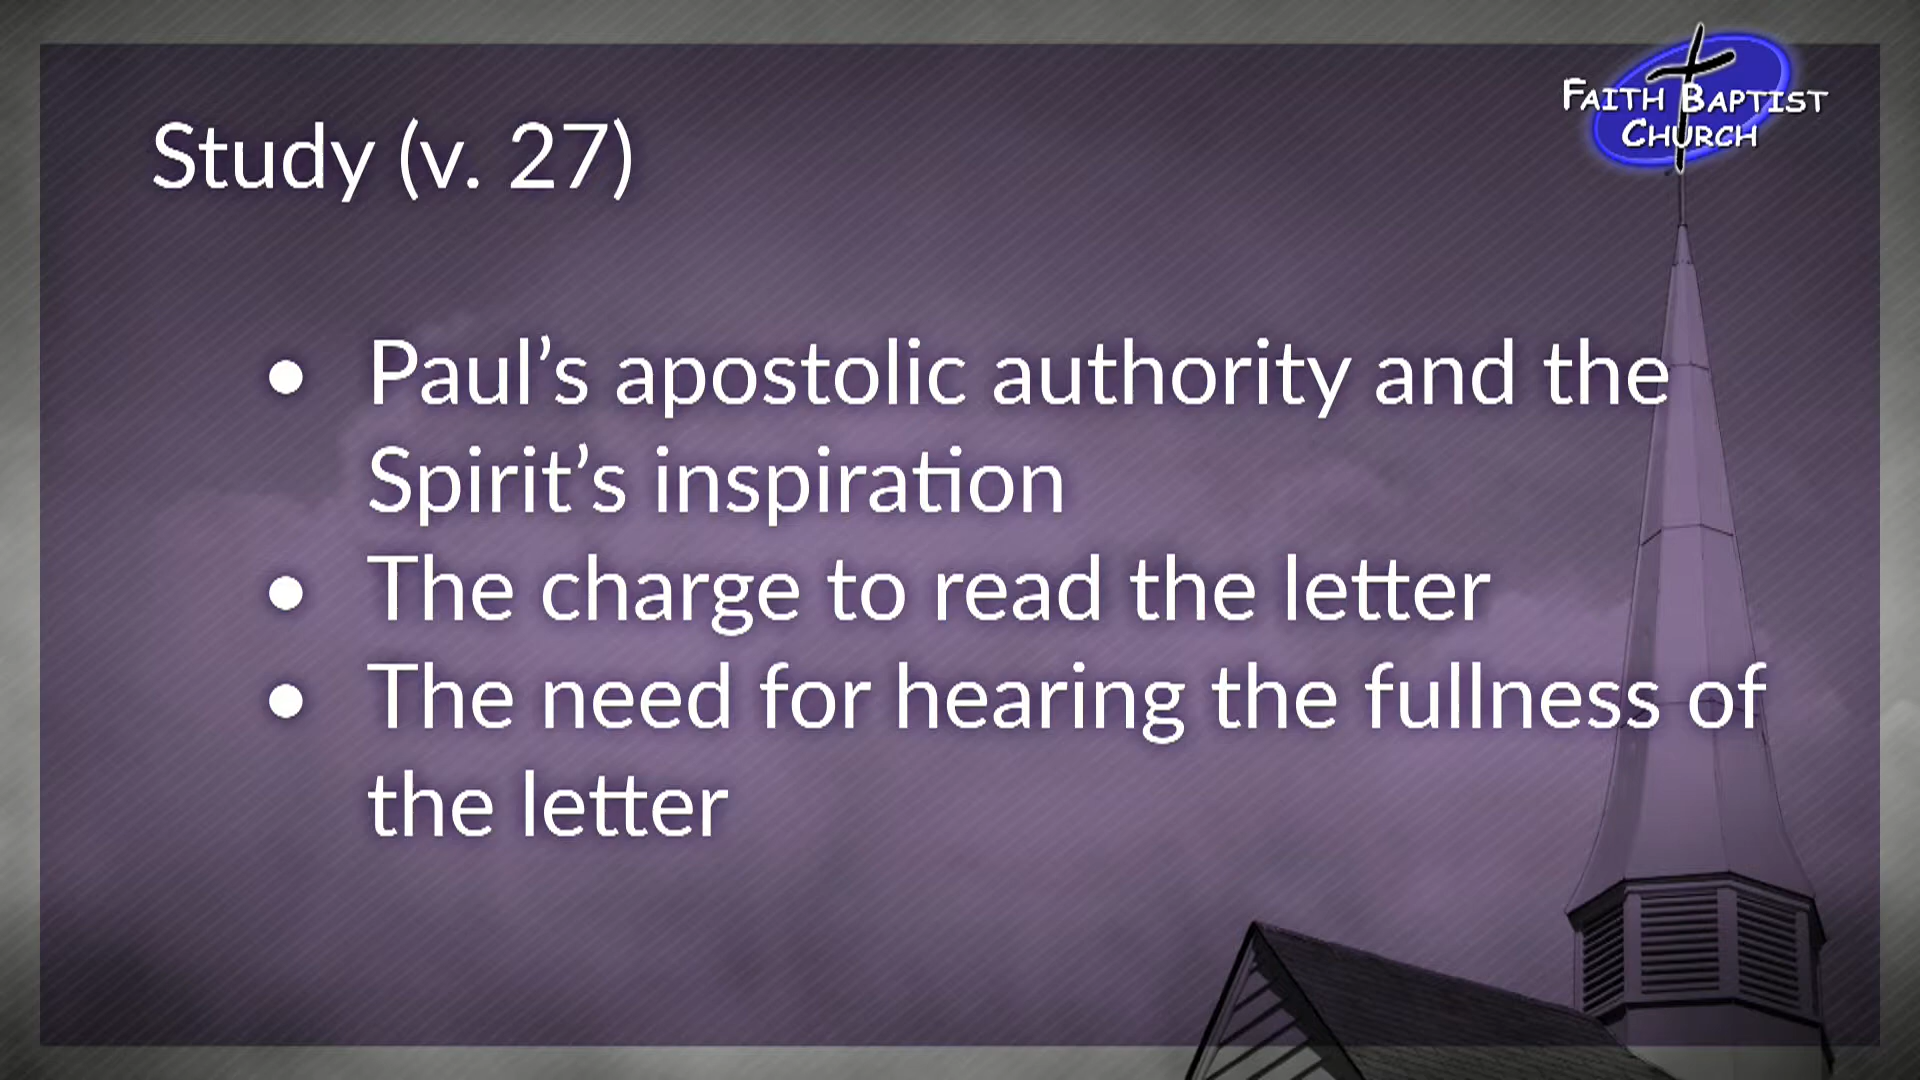 Faith Baptist
Church
Study (v. 27)
● Paul’s apostolic authority and the
Spirit’s inspiration
● The charge to read the letter
● The need for hearing the fullness of
the letter